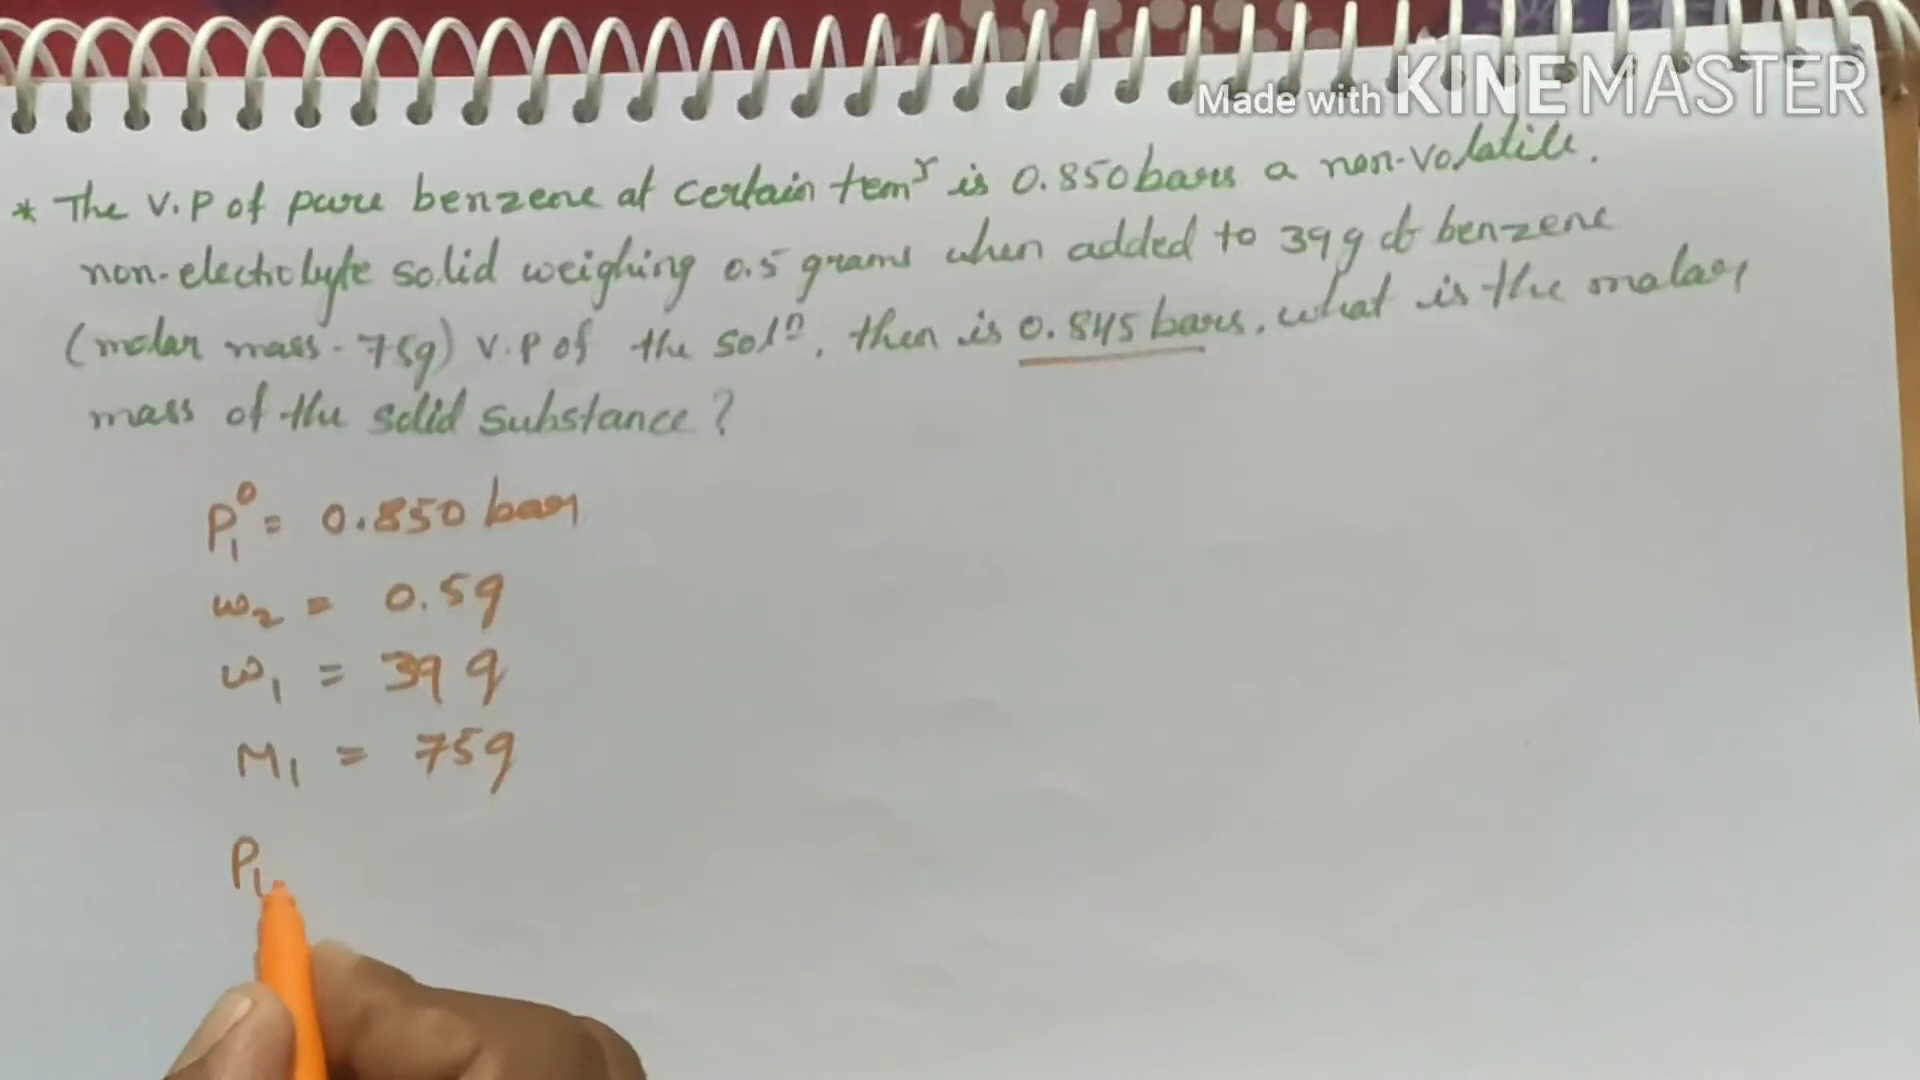 Made with KINEMASTER
* The V.P of pure benzene at certain temʳ is 0.850 bars a non-volatile.
non-electrolyte solid weighing 0.5 grams when added to 39 g of benzene
(molar mass - 75g) V.P of the solⁿ. then is 0.845 bars. what is the molar
mass of the solid substance?
P₁⁰ = 0.850 bar
w₂ = 0.5g
w₁ = 39 g
M₁ = 75g
P₁